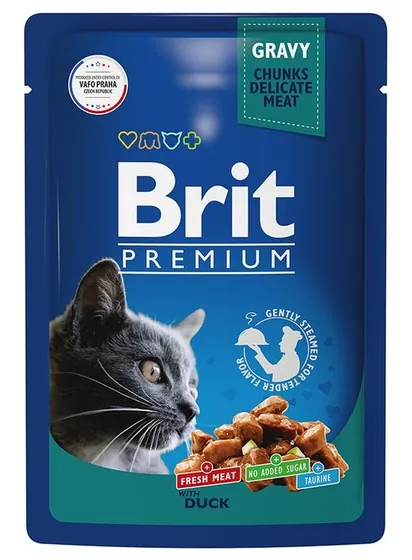 GRAVY
CHUNKS
DELICATE
MEAT
PRODUCED UNDER CONTROL OF
VAFO PRAHA
CZECH REPUBLIC
Brit
PREMIUM
GENTLY STEAMED
FOR TENDER FLAVOR
FRESH MEAT
NO ADDED SUGAR
TAURINE
WITH
DUCK